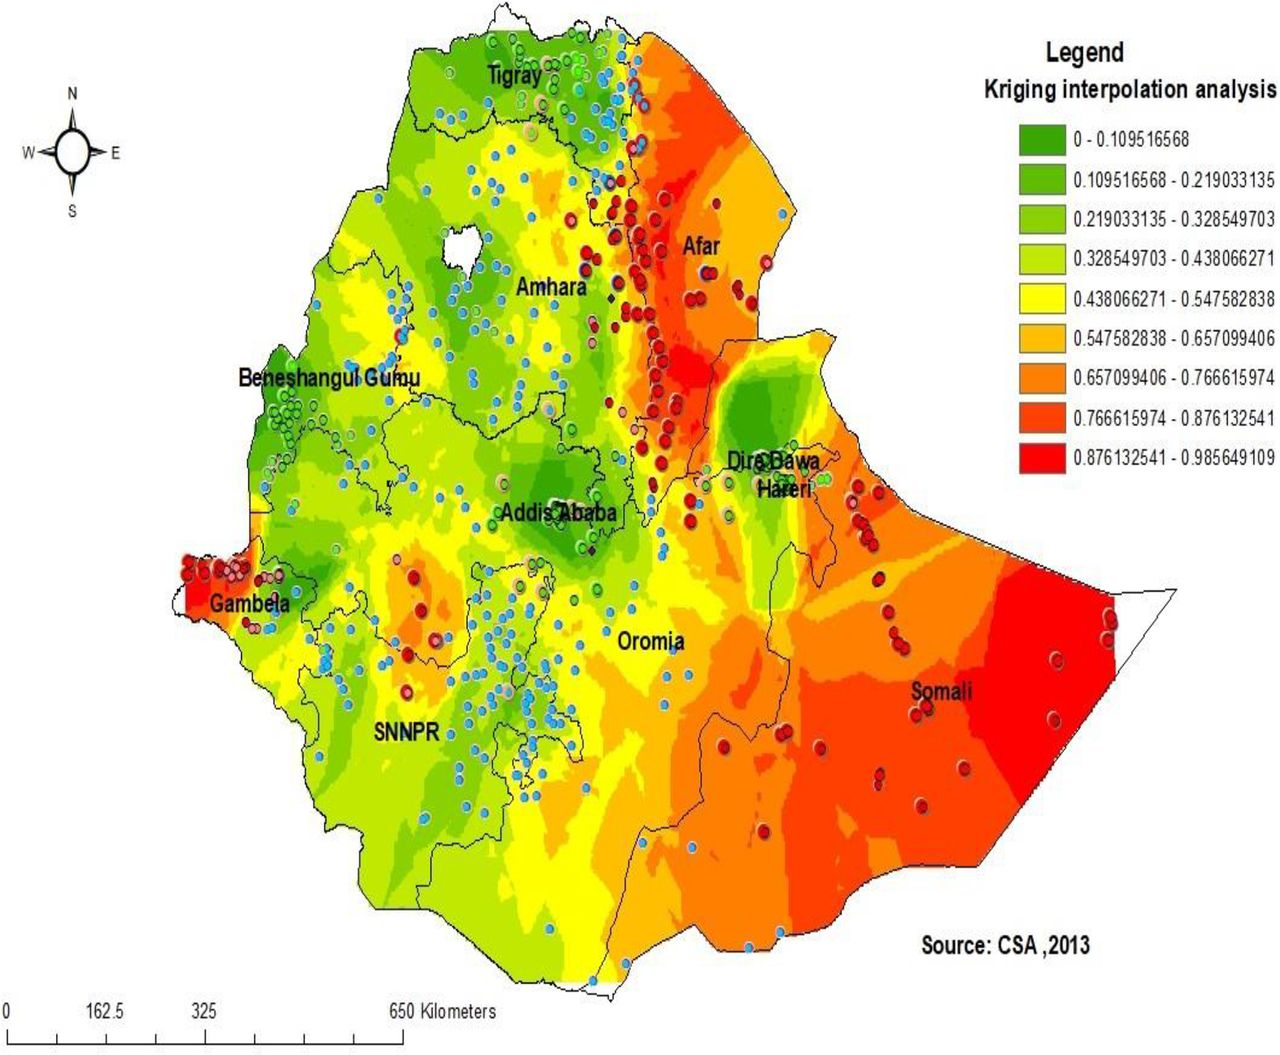 Legend
Kriging interpolation analysis
0 - 0.109516568
0.109516568 - 0.219033135
0.219033135 - 0.328549703
0.328549703 - 0.438066271
0.438066271 - 0.547582838
0.547582838 - 0.657099406
0.657099406 - 0.766615974
0.766615974 - 0.876132541
0.876132541 - 0.985649109
N
W
E
S
Tigray
Afar
Amhara
Beneshangul Gumu
Dire Dawa
Hareri
Addis Ababa
Gambela
Oromia
Somali
SNNPR
Source: CSA ,2013
0 162.5 325 650 Kilometers